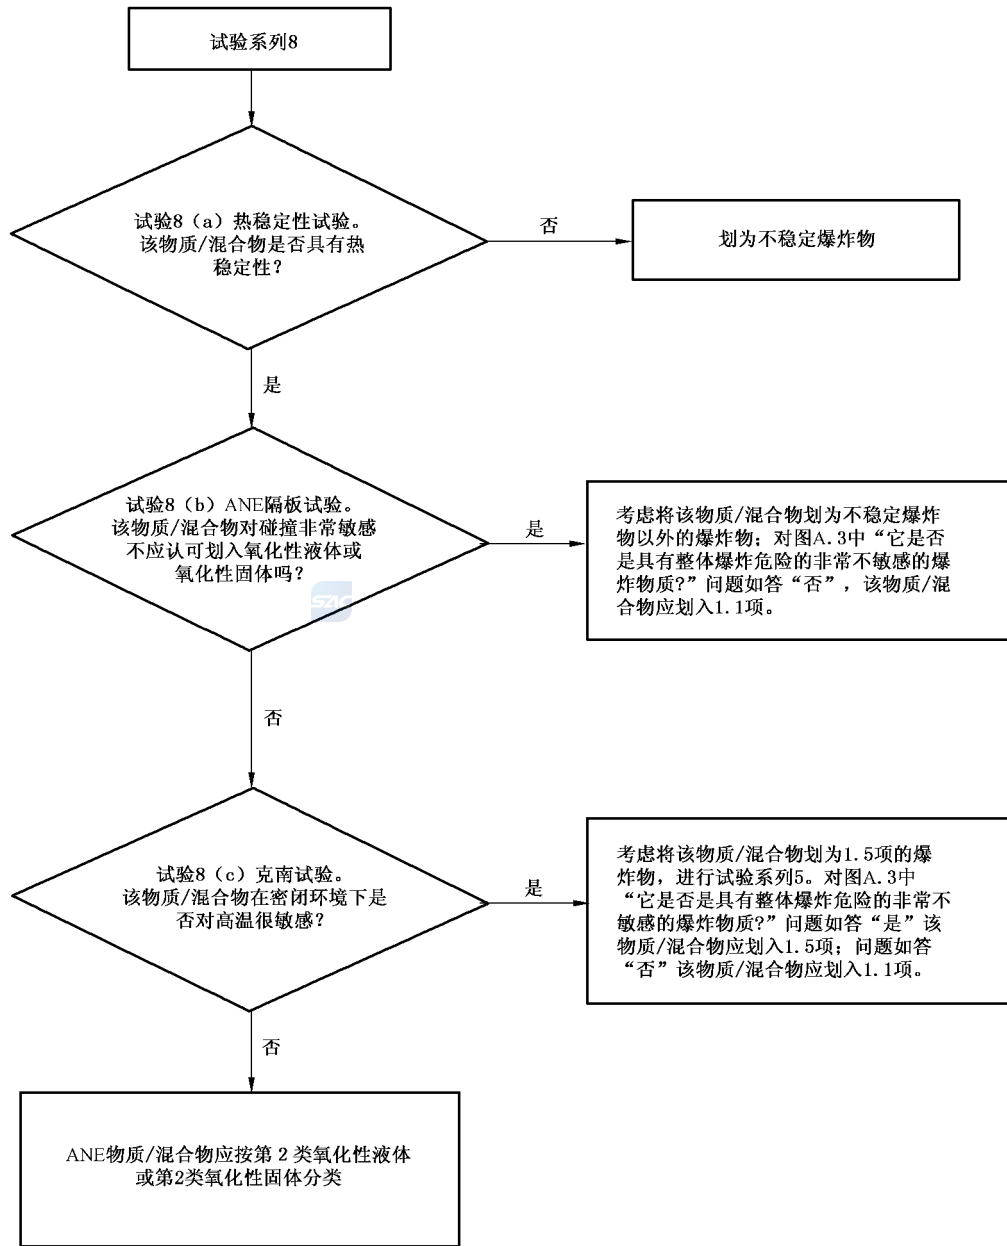 试验系列8
试验8（a）热稳定性试验。
该物质/混合物是否具有热
稳定性？
否
划为不稳定爆炸物
是
试验8（b）ANE隔板试验。
该物质/混合物对碰撞非常敏感
不应认可划入氧化性液体或
氧化性固体吗？
是
考虑将该物质/混合物划为不稳定爆炸
物以外的爆炸物；对图A.3中“它是否
是具有整体爆炸危险的非常不敏感的爆
炸物质?”问题如答“否”，该物质/混
合物应划入1.1项。
SAC
否
试验8（c）克南试验。
该物质/混合物在密闭环境下是
否对高温很敏感？
是
考虑将该物质/混合物划为1.5项的爆
炸物，进行试验系列5。对图A.3中
“它是否是具有整体爆炸危险的非常不
敏感的爆炸物质?”问题如答“是”该
物质/混合物应划入1.5项；问题如答
“否”该物质/混合物应划入1.1项。
否
ANE物质/混合物应按第2类氧化性液体
或第2类氧化性固体分类